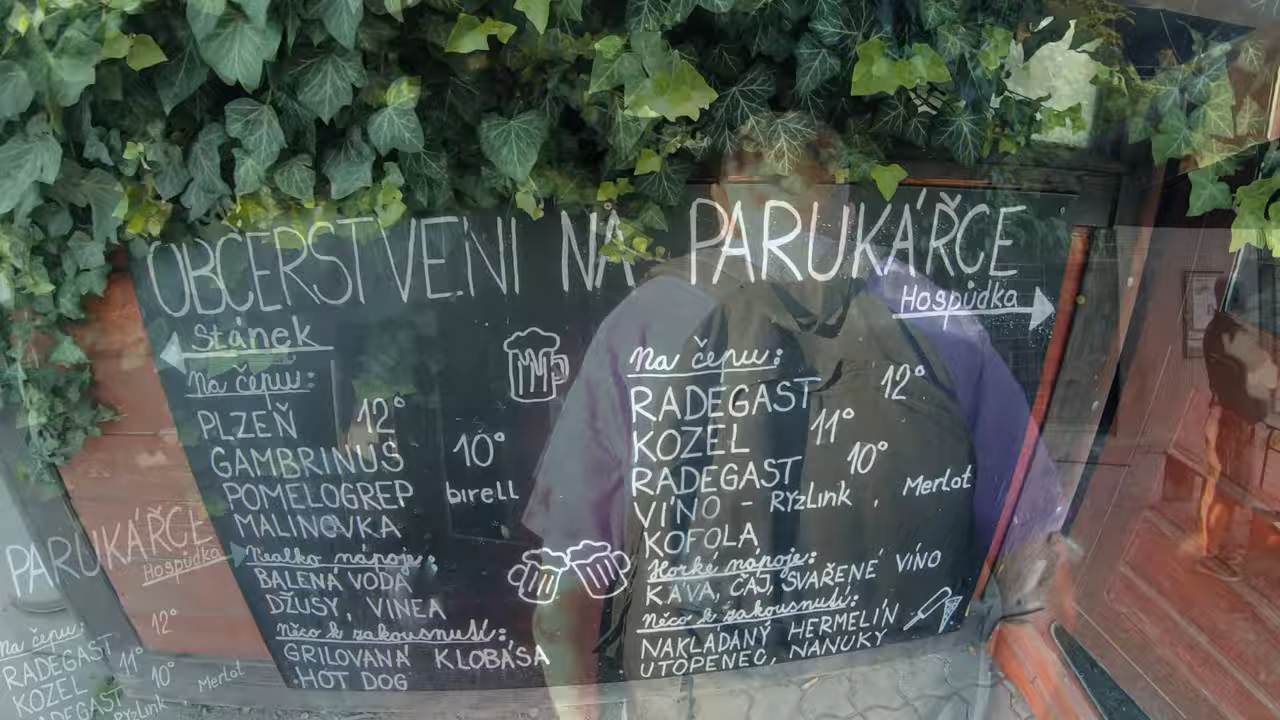 OBČERSTVENÍ NA PARUKÁŘCE
Stánek
Na čepu:
PLZEŇ 12°
GAMBRINUS 10°
POMELOGREP birell
MALINOVKA
Nealko nápoje:
BALENÁ VODA
DŽUSY, VINEA
Něco k zakousnutí:
GRILOVANÁ KLOBÁSA
HOT DOG
Hospůdka
Na čepu:
RADEGAST 12°
KOZEL 11°
RADEGAST 10°
VÍNO - RYZLINK, Merlot
KOFOLA
Horké nápoje:
KÁVA, ČAJ, SVAŘENÉ VÍNO
Něco k zakousnutí:
NAKLÁDANÝ HERMELÍN
UTOPENEC, NANUKY
PARUKÁŘCE
Hospůdka
Na čepu:
12°
RADEGAST 11°
KOZEL 10°
RYZLINK Merlot